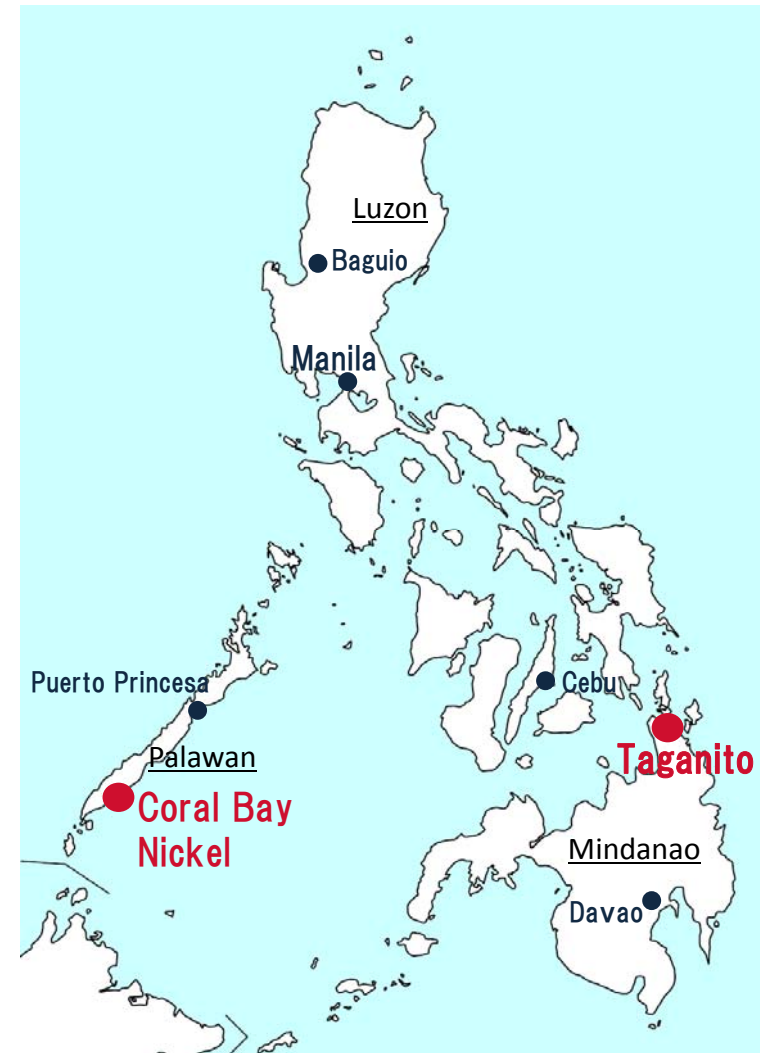 Luzon
Baguio
Manila
Puerto Princesa
Cebu
Palawan
Taganito
Coral Bay
Nickel
Mindanao
Davao